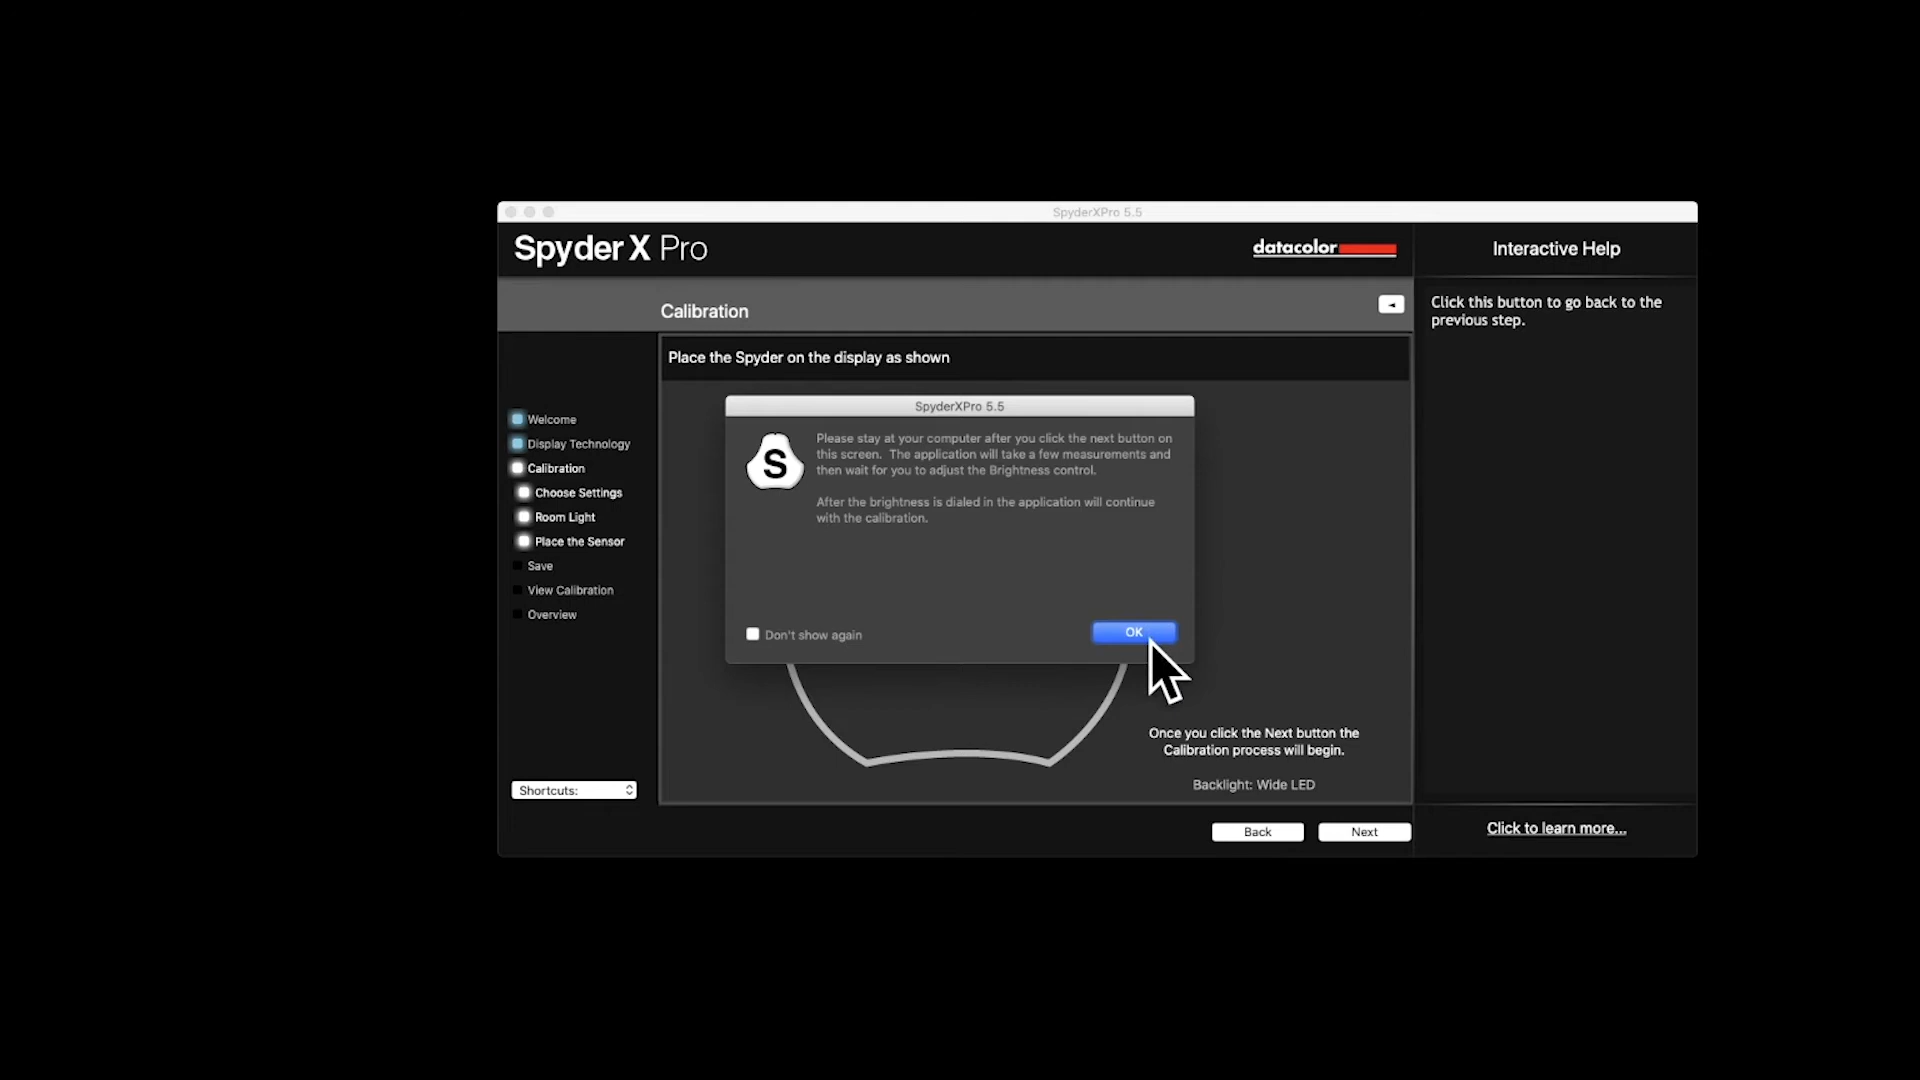 SpyderXPro 5.5
Spyder X Pro
datacolor
Interactive Help
Calibration
Click this button to go back to the
previous step.
Place the Spyder on the display as shown
Welcome
Display Technology
Calibration
Choose Settings
Room Light
Place the Sensor
Save
View Calibration
Overview
Shortcuts:
SpyderXPro 5.5
S
Please stay at your computer after you click the next button on
this screen. The application will take a few measurements and
then wait for you to adjust the Brightness control.
After the brightness is dialed in the application will continue
with the calibration.
Don't show again
OK
Once you click the Next button the
Calibration process will begin.
Backlight: Wide LED
Back
Next
Click to learn more...